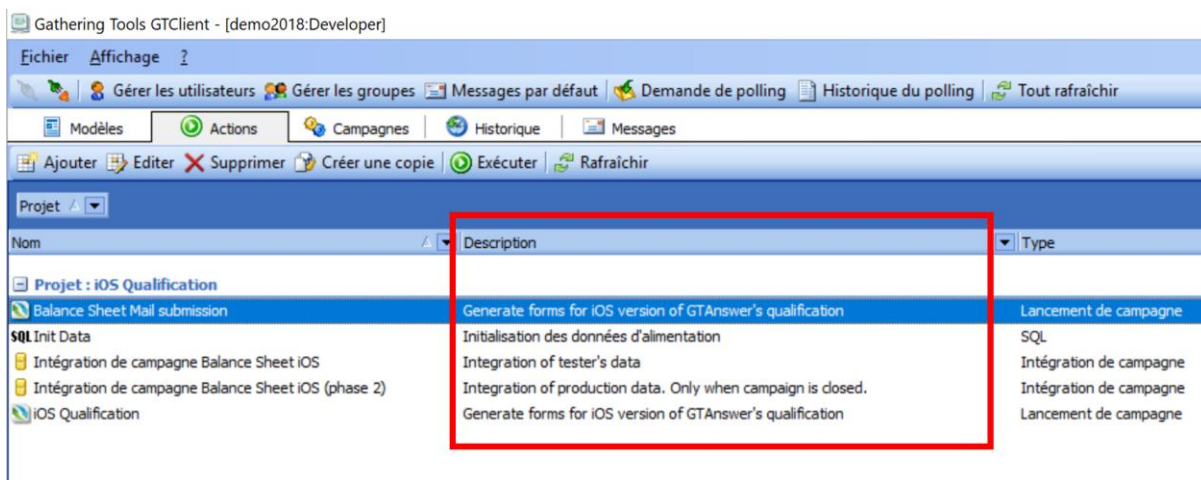 Gathering Tools GTClient - [demo2018:Developer]
Fichier Affichage ?
Gérer les utilisateurs Gérer les groupes Messages par défaut Demande de polling Historique du polling Tout rafraîchir
Modèles Actions Campagnes Historique Messages
Ajouter Editer Supprimer Créer une copie Exécuter Rafraîchir
Projet
Nom Description Type
Projet : iOS Qualification
Balance Sheet Mail submission Generate forms for iOS version of GTAnswer's qualification Lancement de campagne
SQL Init Data Initialisation des données d'alimentation SQL
Intégration de campagne Balance Sheet iOS Integration of tester's data Intégration de campagne
Intégration de campagne Balance Sheet iOS (phase 2) Integration of production data. Only when campaign is closed. Intégration de campagne
iOS Qualification Generate forms for iOS version of GTAnswer's qualification Lancement de campagne